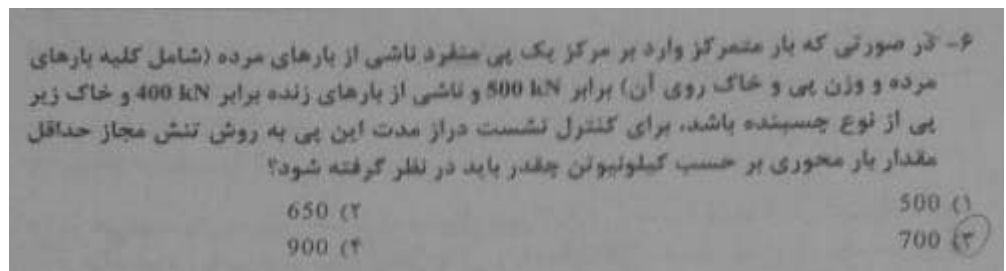 ۶- در صورتی که بار متمرکز وارد بر مرکز یک پی منفرد ناشی از بارهای مرده (شامل کلیه بارهای
مرده و وزن پی و خاک روی آن) برابر 500 kN و ناشی از بارهای زنده برابر 400 kN و خاک زیر
پی از نوع چسبنده باشد، برای کنترل نشست دراز مدت این پی به روش تنش مجاز حداقل
مقدار بار محوری بر حسب کیلونیوتن چقدر باید در نظر گرفته شود؟
۱) 500 ۲) 650
۳) 700 ۴) 900